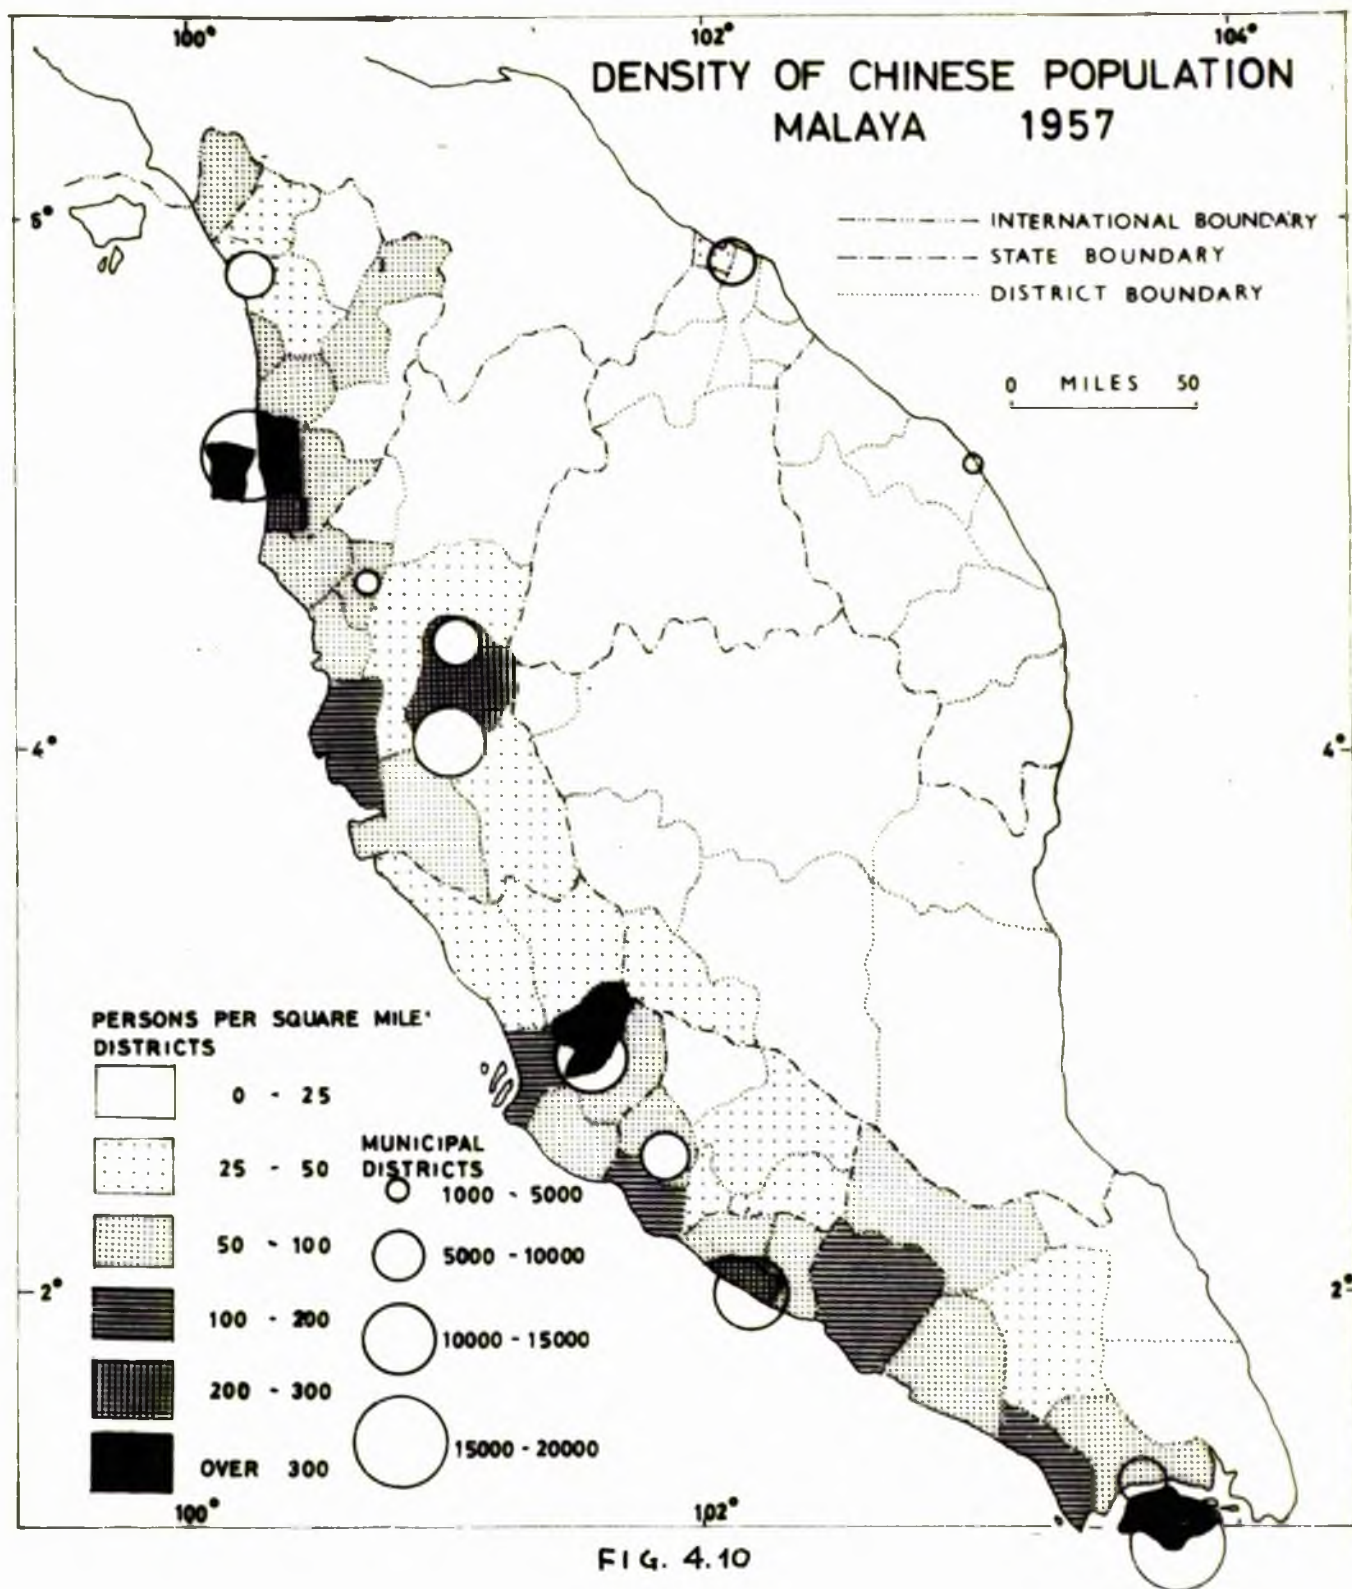 100° 102° 104°
DENSITY OF CHINESE POPULATION
MALAYA 1957
6°
INTERNATIONAL BOUNDARY
STATE BOUNDARY
DISTRICT BOUNDARY
0 MILES 50
4° 4°
PERSONS PER SQUARE MILE
DISTRICTS
0 - 25
25 - 50
50 - 100
100 - 200
200 - 300
OVER 300
MUNICIPAL
DISTRICTS
1000 - 5000
5000 - 10000
10000 - 15000
15000 - 20000
2° 2°
100° 102°
FIG. 4.10